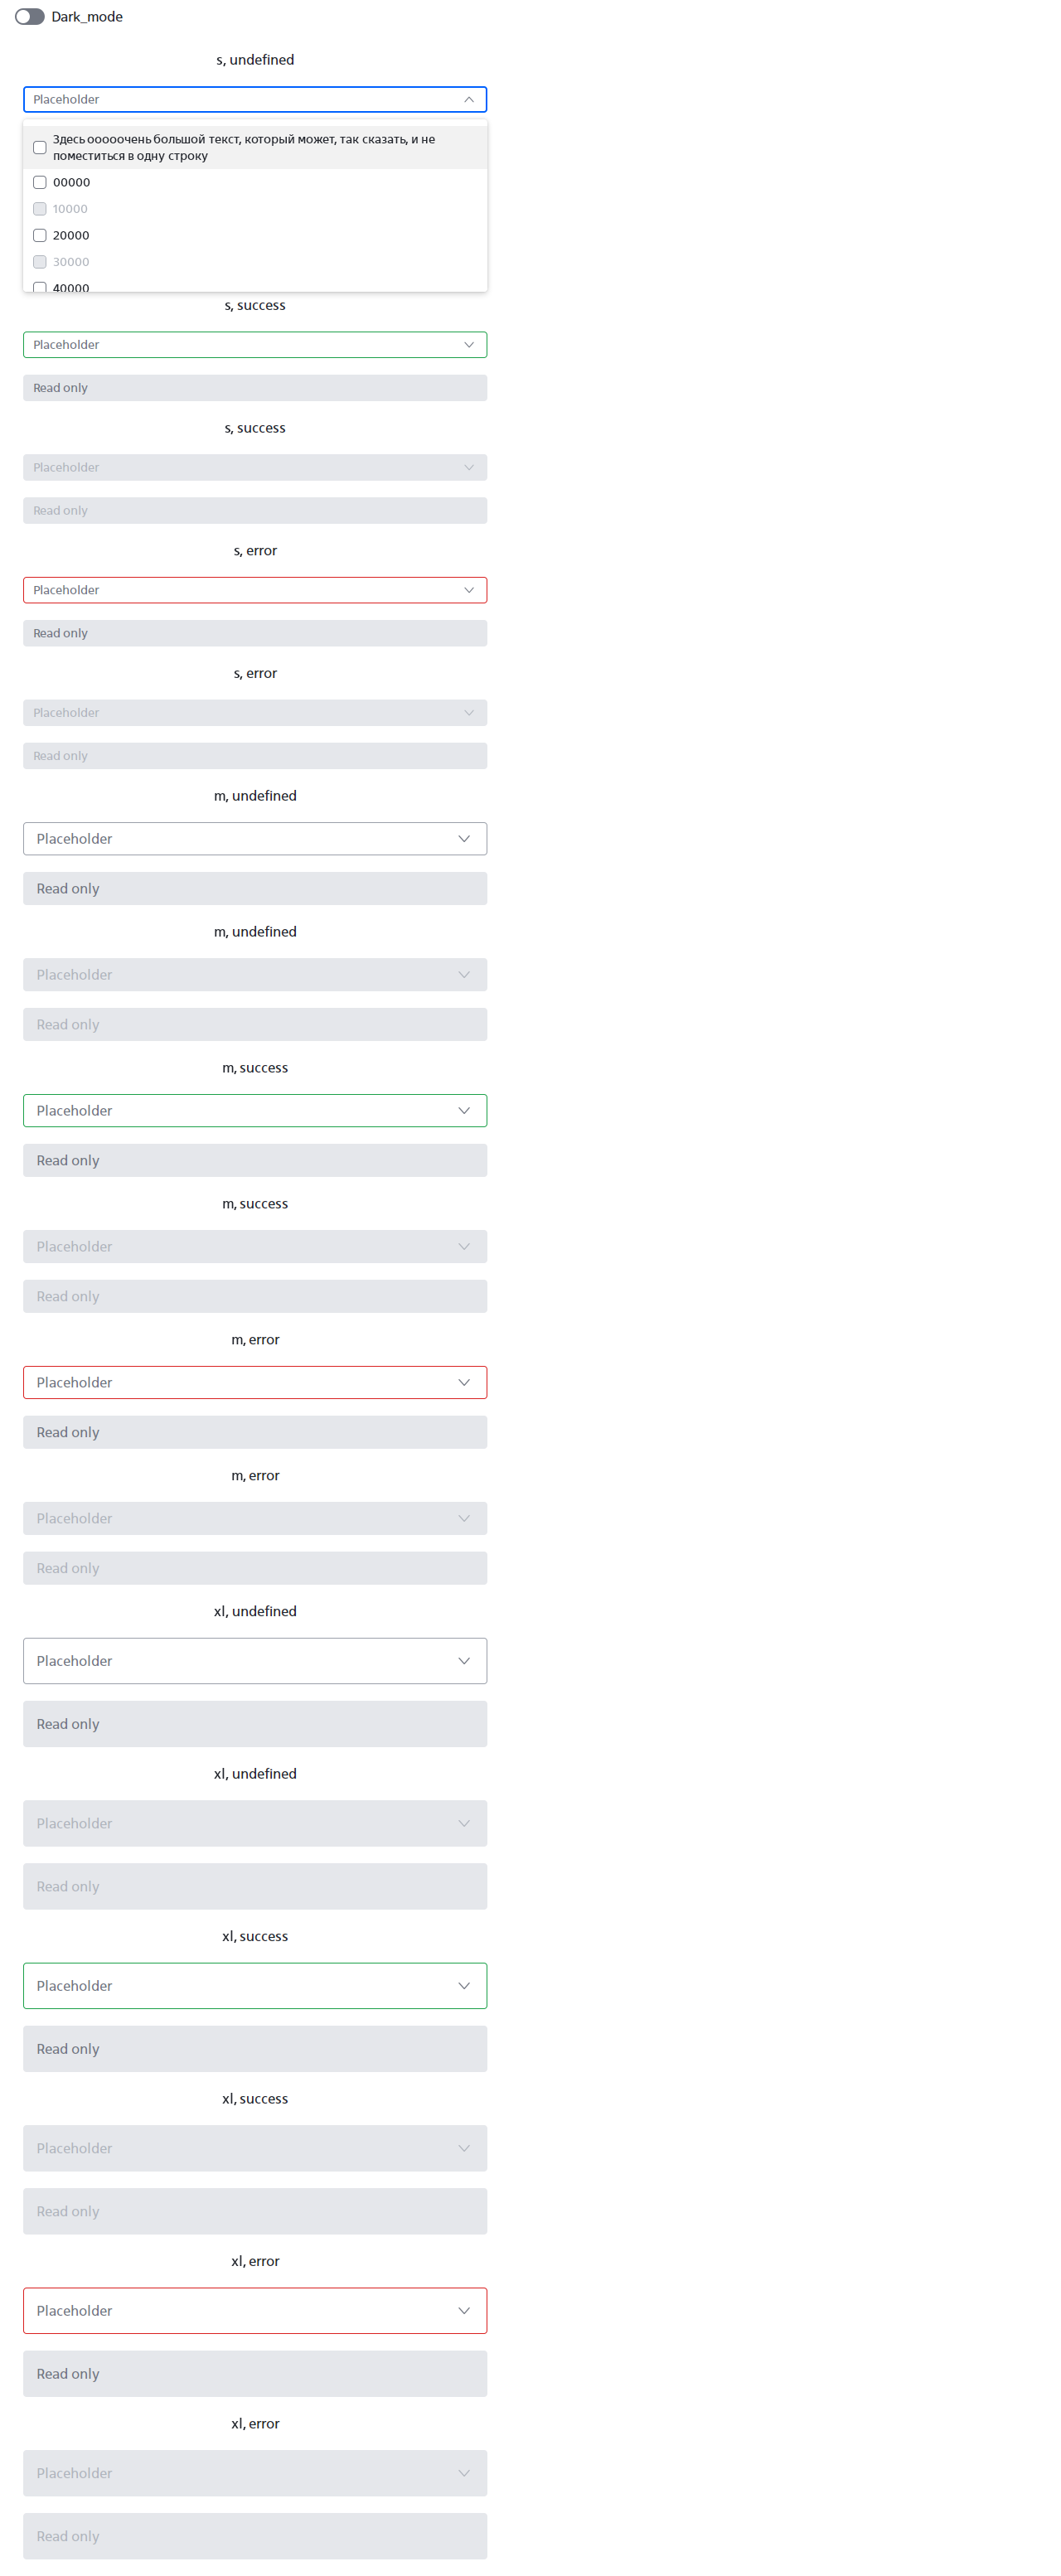 Dark_mode
s, undefined
Placeholder
Здесь ооооочень большой текст, который может, так сказать, и не
поместиться в одну строку
00000
10000
20000
30000
40000
s, success
Placeholder
Read only
s, success
Placeholder
Read only
s, error
Placeholder
Read only
s, error
Placeholder
Read only
m, undefined
Placeholder
Read only
m, undefined
Placeholder
Read only
m, success
Placeholder
Read only
m, success
Placeholder
Read only
m, error
Placeholder
Read only
m, error
Placeholder
Read only
xl, undefined
Placeholder
Read only
xl, undefined
Placeholder
Read only
xl, success
Placeholder
Read only
xl, success
Placeholder
Read only
xl, error
Placeholder
Read only
xl, error
Placeholder
Read only